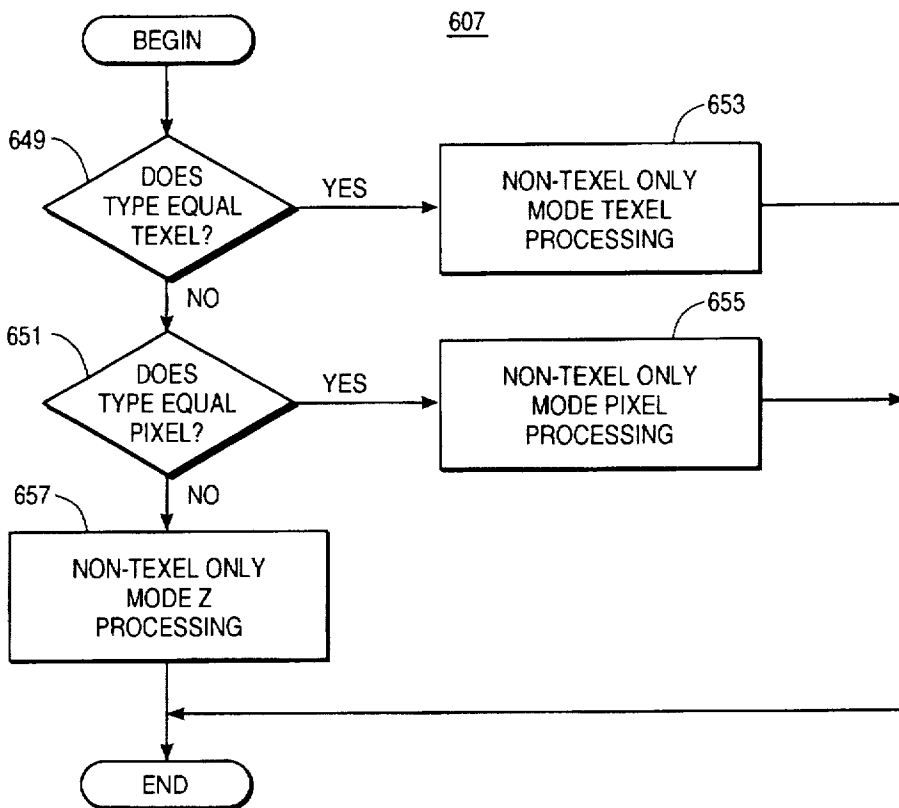 607
BEGIN
649
DOES
TYPE EQUAL
TEXEL?
YES
653
NON-TEXEL ONLY
MODE TEXEL
PROCESSING
NO
651
DOES
TYPE EQUAL
PIXEL?
YES
655
NON-TEXEL ONLY
MODE PIXEL
PROCESSING
NO
657
NON-TEXEL ONLY
MODE Z
PROCESSING
END